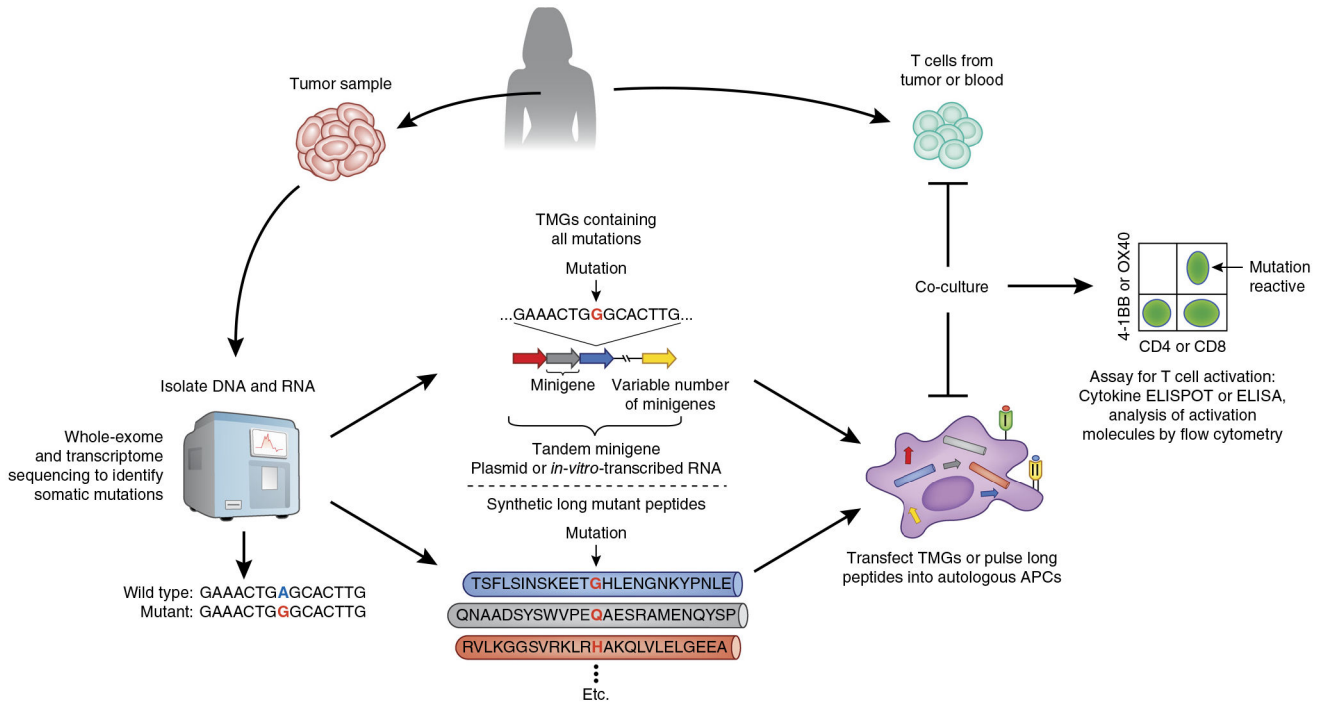 Tumor sample
T cells from
tumor or blood
TMGs containing
all mutations
Mutation
...GAAACTGGGCACTTG...
Minigene
Variable number
of minigenes
Tandem minigene
Plasmid or in-vitro-transcribed RNA
Synthetic long mutant peptides
Mutation
TSFLSINSKEETGHLENGNKYPNLE
QNAADSYSWVPEQAESRAMENQYSP
RVLKGGSVRKLRHAKQLVLELGEEA
Etc.
Isolate DNA and RNA
Whole-exome
and transcriptome
sequencing to identify
somatic mutations
Wild type: GAAACTGAGCACTTG
Mutant: GAAACTGGGCACTTG
Co-culture
I
II
Transfect TMGs or pulse long
peptides into autologous APCs
4-1BB or OX40
Mutation
reactive
CD4 or CD8
Assay for T cell activation:
Cytokine ELISPOT or ELISA,
analysis of activation
molecules by flow cytometry